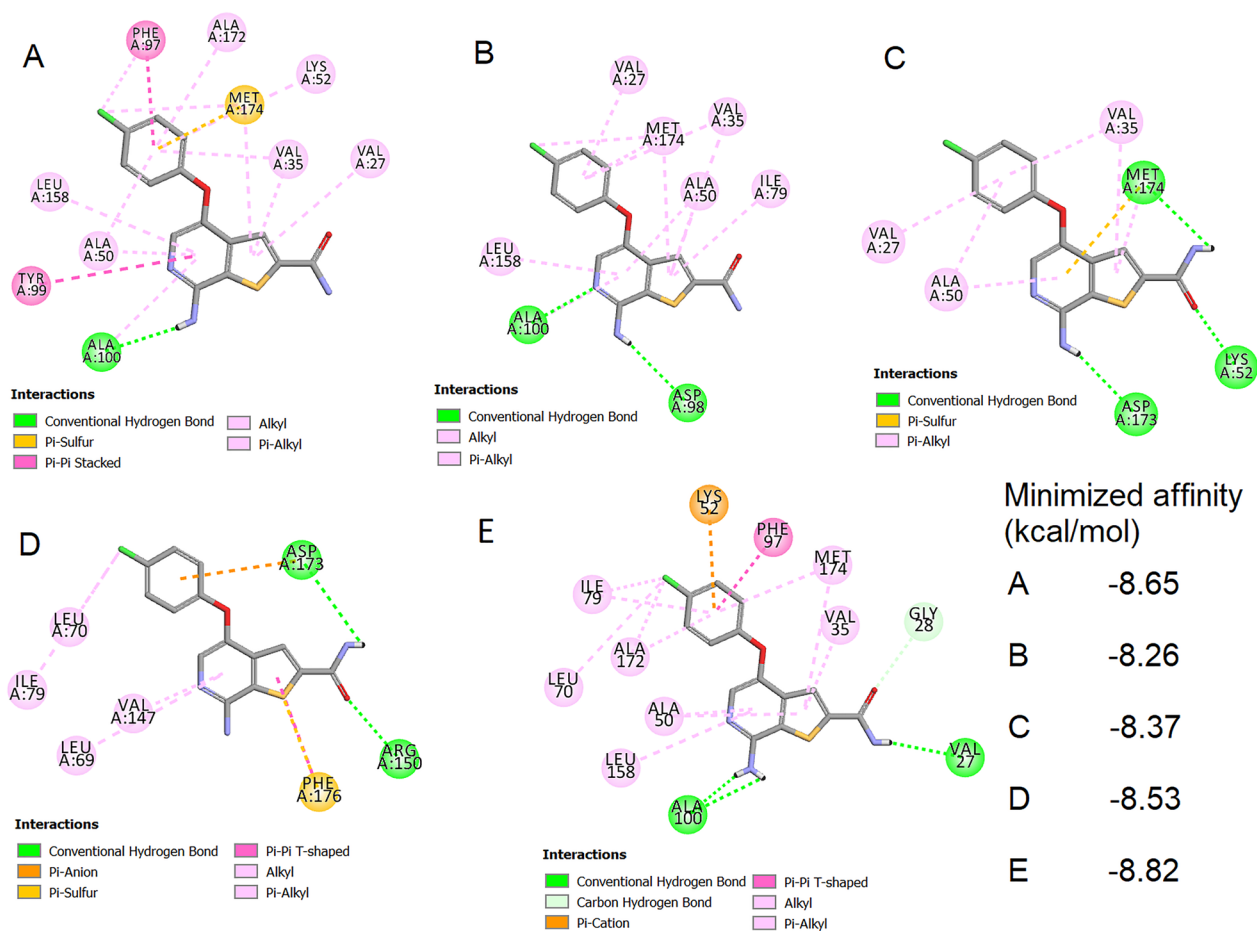 A
PHE
A:97
ALA
A:172
LYS
A:52
MET
A:174
VAL
A:35
VAL
A:27
LEU
A:158
ALA
A:50
TYR
A:99
ALA
A:100
Interactions
Conventional Hydrogen Bond
Pi-Sulfur
Pi-Pi Stacked
Alkyl
Pi-Alkyl
B
VAL
A:27
MET
A:174
VAL
A:35
ALA
A:50
ILE
A:79
LEU
A:158
ALA
A:100
ASP
A:98
Interactions
Conventional Hydrogen Bond
Alkyl
Pi-Alkyl
C
VAL
A:35
MET
A:174
VAL
A:27
ALA
A:50
LYS
A:52
ASP
A:173
Interactions
Conventional Hydrogen Bond
Pi-Sulfur
Pi-Alkyl
D
ASP
A:173
LEU
A:70
ILE
A:79
VAL
A:147
LEU
A:69
ARG
A:150
PHE
A:176
Interactions
Conventional Hydrogen Bond
Pi-Anion
Pi-Sulfur
Pi-Pi T-shaped
Alkyl
Pi-Alkyl
E
LYS
52
PHE
97
MET
174
ILE
79
VAL
35
GLY
28
ALA
172
LEU
70
ALA
50
LEU
158
VAL
27
ALA
100
Interactions
Conventional Hydrogen Bond
Carbon Hydrogen Bond
Pi-Cation
Pi-Pi T-shaped
Alkyl
Pi-Alkyl
Minimized affinity
(kcal/mol)
A -8.65
B -8.26
C -8.37
D -8.53
E -8.82